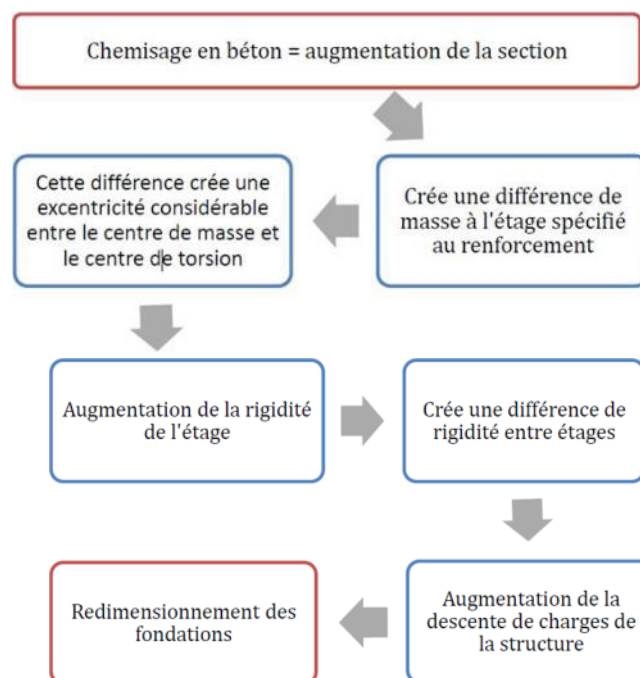 Chemisage en béton = augmentation de la section
Crée une différence de
masse à l'étage spécifié
au renforcement
Cette différence crée une
excentricité considérable
entre le centre de masse et
le centre de torsion
Augmentation de la rigidité
de l'étage
Crée une différence de
rigidité entre étages
Augmentation de la
descente de charges de
la structure
Redimensionnement des
fondations